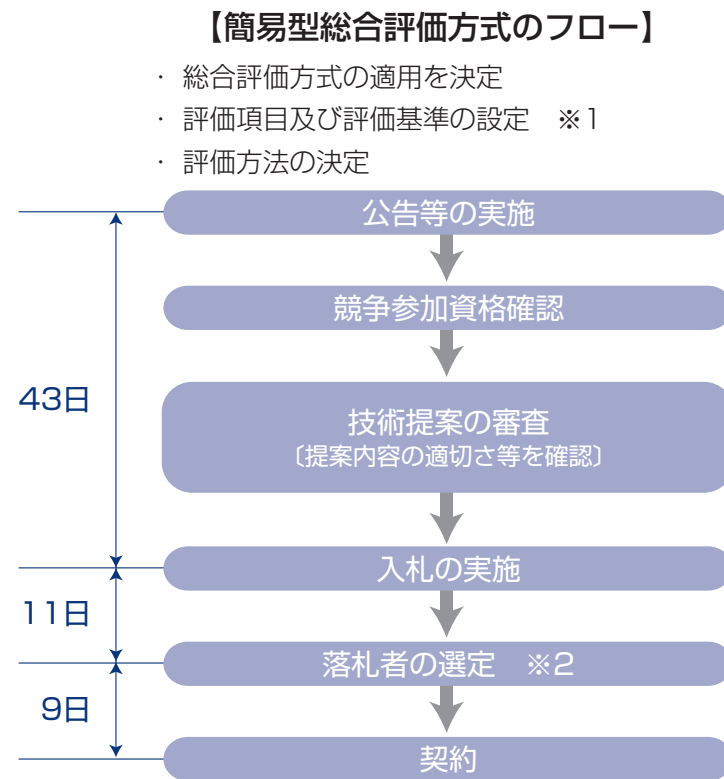 【簡易型総合評価方式のフロー】
・ 総合評価方式の適用を決定
・ 評価項目及び評価基準の設定　※1
・ 評価方法の決定
公告等の実施
競争参加資格確認
43日
技術提案の審査
〔提案内容の適切さ等を確認〕
入札の実施
11日
落札者の選定　※2
9日
契約